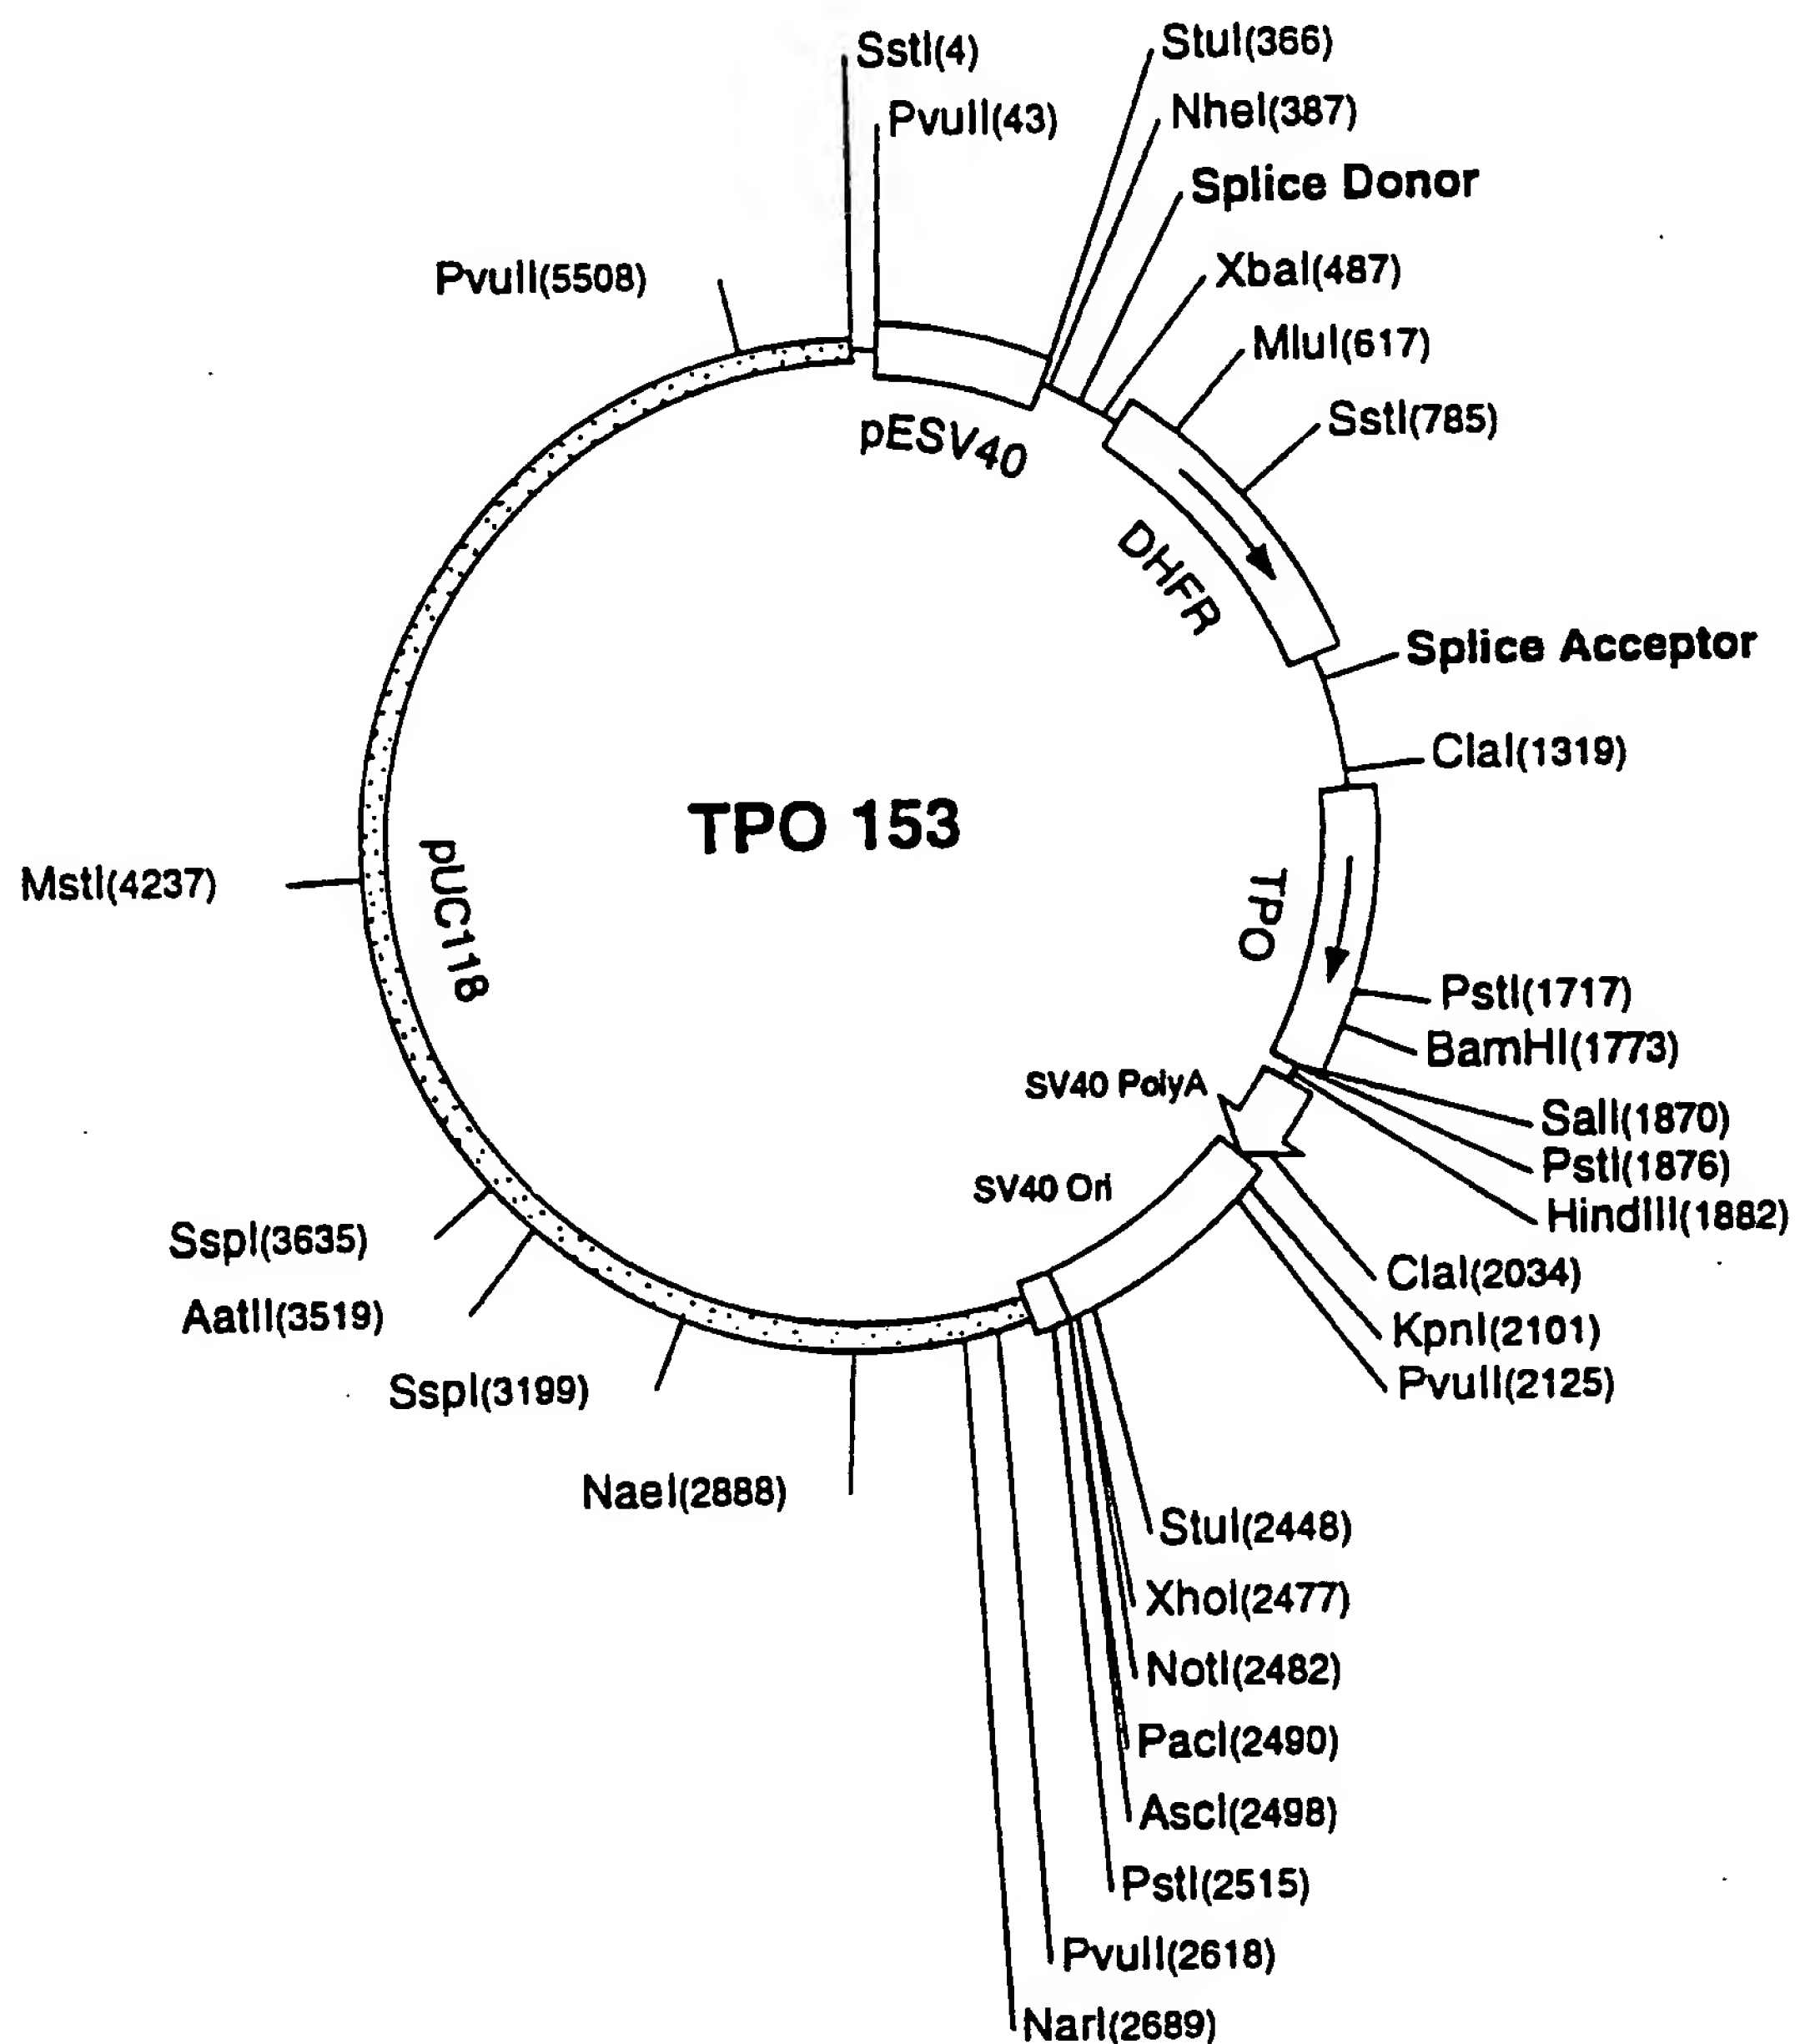 SstI(4)
StuI(366)
PvuII(43)
NheI(387)
Splice Donor
PvuII(5508)
XbaI(487)
MluI(617)
SstI(785)
pESV40
DHFR
Splice Acceptor
ClaI(1319)
TPO 153
MstI(4237)
pUC118
TPO
PstI(1717)
BamHI(1773)
SV40 PolyA
SalI(1870)
PstI(1876)
SV40 Ori
HindIII(1882)
SspI(3635)
ClaI(2034)
AatII(3519)
KpnI(2101)
SspI(3199)
PvuII(2125)
NaeI(2888)
StuI(2448)
XhoI(2477)
NotI(2482)
PacI(2490)
AscI(2498)
PstI(2515)
PvuII(2618)
NarI(2689)